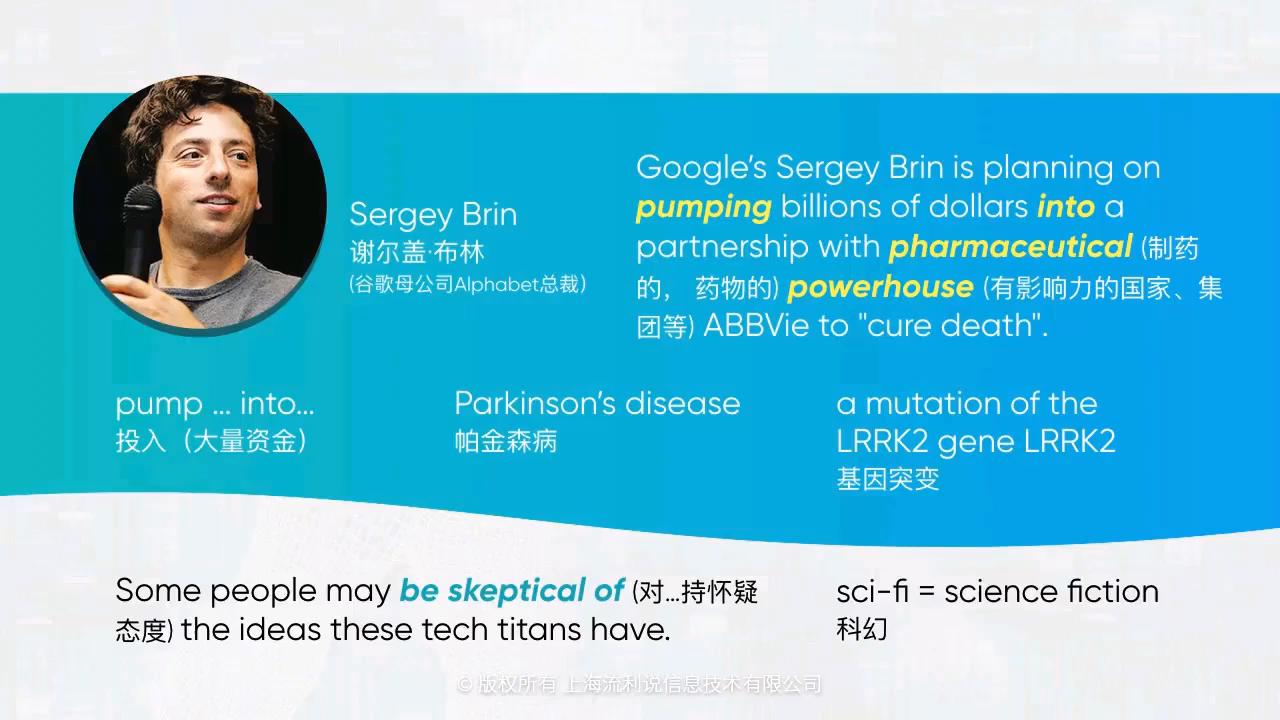 Sergey Brin
谢尔盖·布林
(谷歌母公司Alphabet总裁)
Google’s Sergey Brin is planning on
pumping billions of dollars into a
partnership with pharmaceutical (制药
的， 药物的) powerhouse (有影响力的国家、集
团等) ABBVie to "cure death".
pump ... into...
投入（大量资金）
Parkinson’s disease
帕金森病
a mutation of the
LRRK2 gene LRRK2
基因突变
Some people may be skeptical of (对...持怀疑
态度) the ideas these tech titans have.
sci-fi = science fiction
科幻
© 版权所有 上海流利说信息技术有限公司